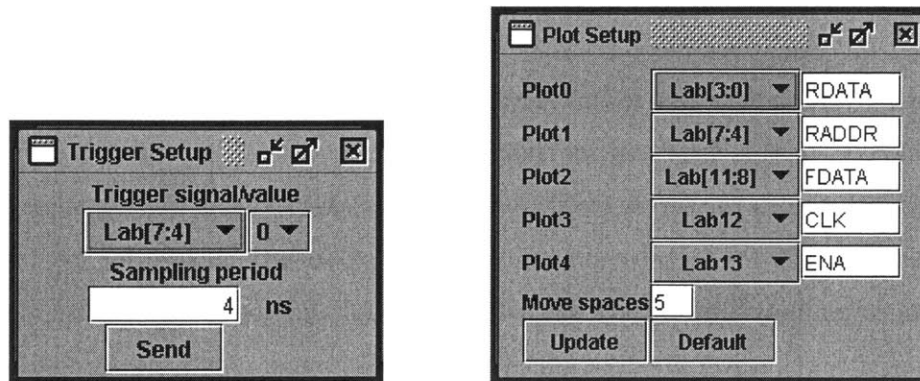 Trigger Setup
Trigger signal/value
Lab[7:4] 0
Sampling period
4 ns
Send
Plot Setup
Plot0 Lab[3:0] RDATA
Plot1 Lab[7:4] RADDR
Plot2 Lab[11:8] FDATA
Plot3 Lab12 CLK
Plot4 Lab13 ENA
Move spaces 5
Update Default